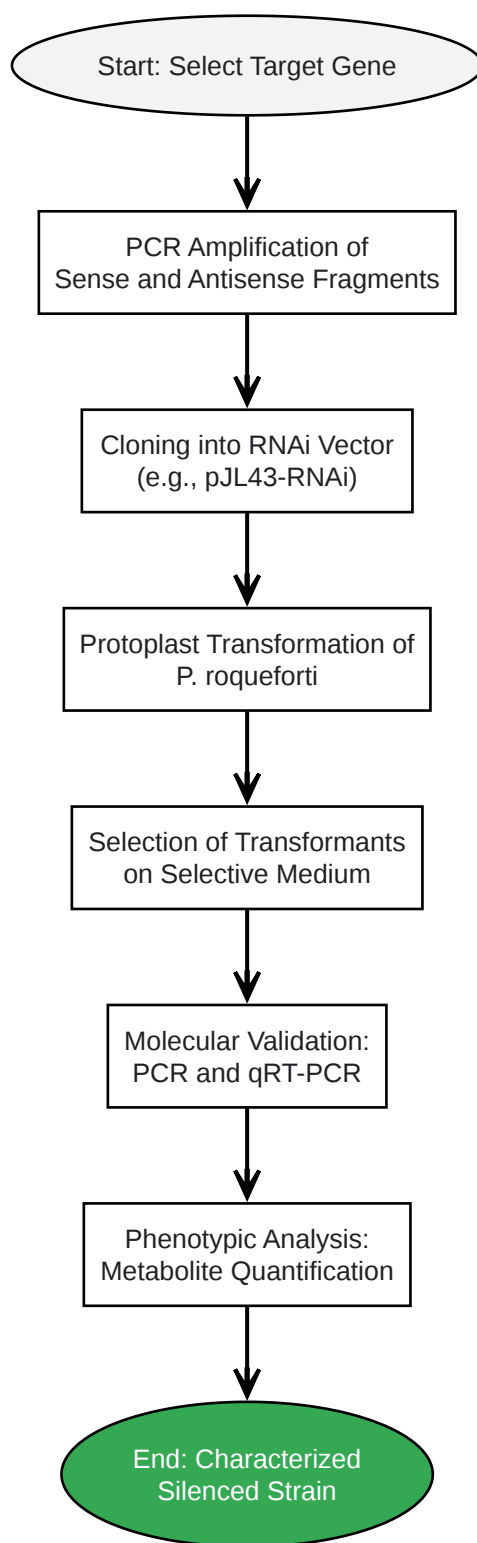 Start: Select Target Gene
PCR Amplification of
Sense and Antisense Fragments
Cloning into RNAi Vector
(e.g., pJL43-RNAi)
Protoplast Transformation of
P. roqueforti
Selection of Transformants
on Selective Medium
Molecular Validation:
PCR and qRT-PCR
Phenotypic Analysis:
Metabolite Quantification
End: Characterized
Silenced Strain